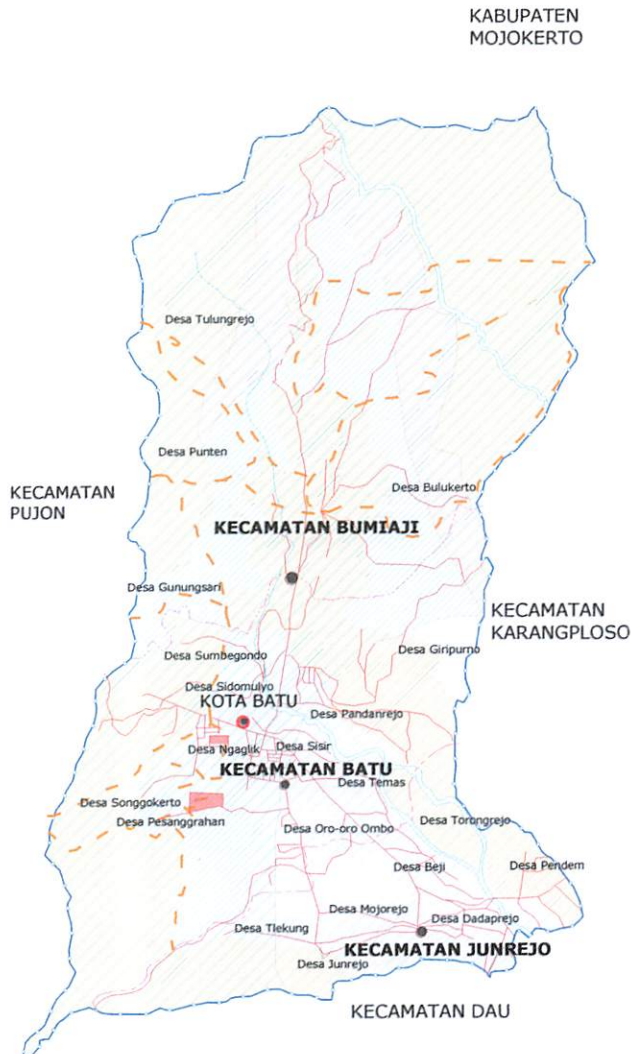 KABUPATEN
MOJOKERTO
Desa Tulungrejo
Desa Punten
KECAMATAN
PUJON
Desa Bulukerto
KECAMATAN BUMIAJI
Desa Gunungsari
KECAMATAN
KARANGPLOSO
Desa Sumbegondo
Desa Giripurno
Desa Sidomulyo
KOTA BATU
Desa Pandanrejo
Desa Ngaglik
Desa Sisir
KECAMATAN BATU
Desa Temas
Desa Songgokerto
Desa Pesanggrahan
Desa Torongrejo
Desa Oro-oro Ombo
Desa Beji
Desa Pendem
Desa Mojorejo
Desa Dadaprejo
Desa Tlekung
KECAMATAN JUNREJO
Desa Junrejo
KECAMATAN DAU